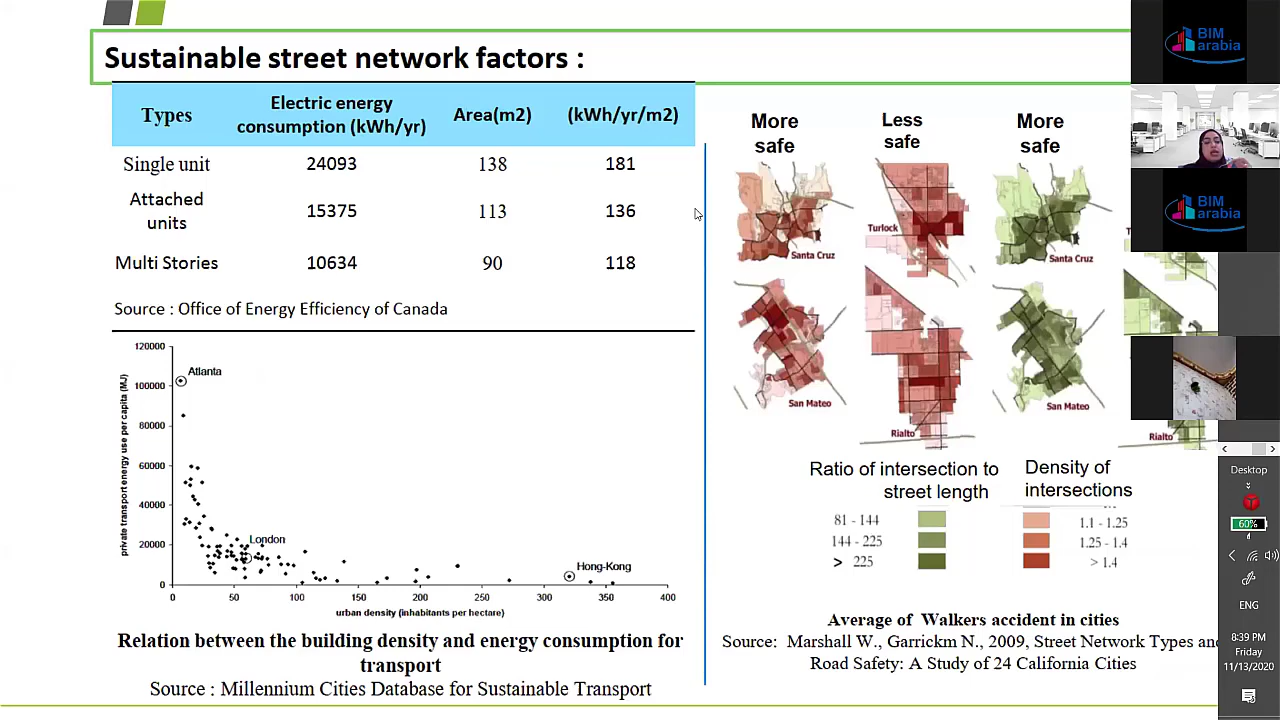 Sustainable street network factors :
Types
Electric energy
consumption (kWh/yr)
Area(m2)
(kWh/yr/m2)
Single unit
24093
138
181
Attached
units
15375
113
136
Multi Stories
10634
90
118
Source : Office of Energy Efficiency of Canada
120000
100000
80000
60000
40000
20000
0
private transport energy use per capita (MJ)
Atlanta
London
Hong-Kong
0
50
100
150
200
250
300
350
400
urban density (inhabitants per hectare)
Relation between the building density and energy consumption for
transport
Source : Millennium Cities Database for Sustainable Transport
More
safe
Less
safe
More
safe
Turlock
Santa Cruz
Santa Cruz
San Mateo
Rialto
San Mateo
Rialto
Ratio of intersection to
street length
Density of
intersections
81 - 144
144 - 225
> 225
1.1 - 1.25
1.25 - 1.4
> 1.4
Average of Walkers accident in cities
Source: Marshall W., Garrickm N., 2009, Street Network Types and
Road Safety: A Study of 24 California Cities
BIM
arabia
BIM
arabia
Desktop
60%
ENG
8:39 PM
Friday
11/13/2020